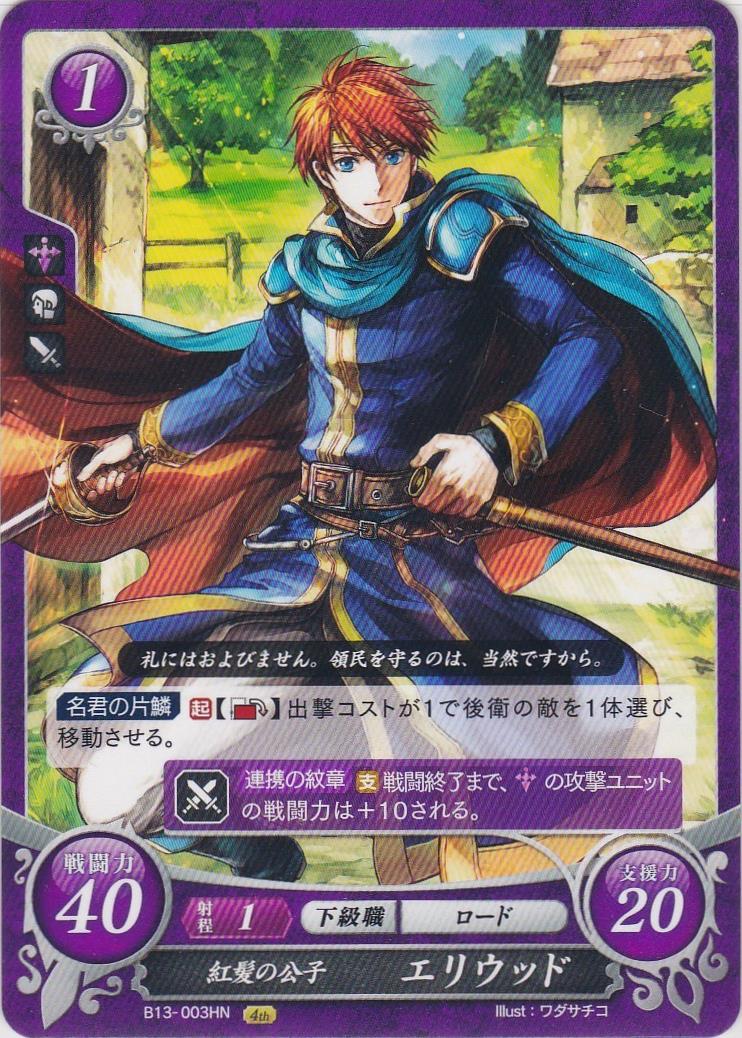 1
礼にはおよびません。領民を守るのは、当然ですから。
名君の片鱗 起【】出撃コストが1で後衛の敵を1体選び、
移動させる。
連携の紋章 支 戦闘終了まで、の攻撃ユニット
の戦闘力は+10される。
戦闘力
40
射程 1
下級職 ロード
支援力
20
紅髪の公子 エリウッド
B13-003HN 4th
Illust：ワダサチコ